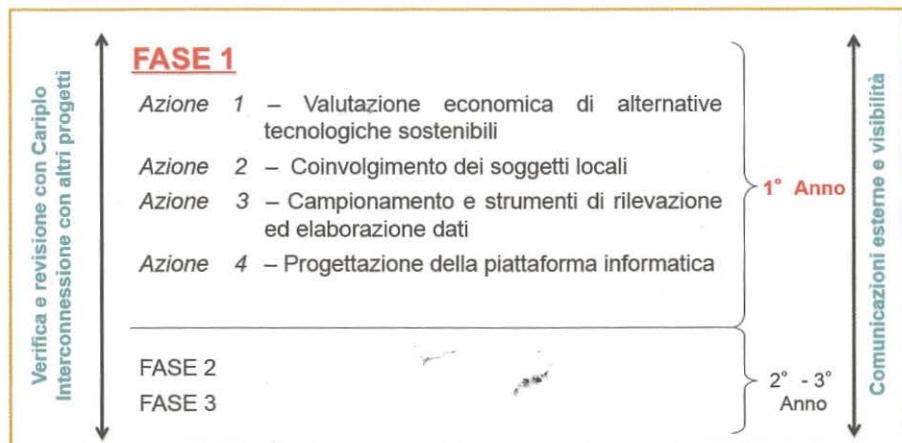 Verifica e revisione con Cariplo
Interconnessione con altri progetti
FASE 1
Azione 1 – Valutazione economica di alternative
tecnologiche sostenibili
Azione 2 – Coinvolgimento dei soggetti locali
Azione 3 – Campionamento e strumenti di rilevazione
ed elaborazione dati
Azione 4 – Progettazione della piattaforma informatica
1° Anno
FASE 2
FASE 3
2° - 3°
Anno
Comunicazioni esterne e visibilità